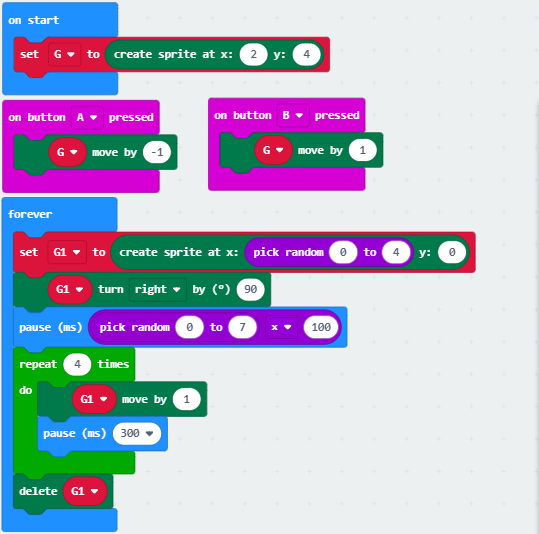 on start
set G to create sprite at x: 2 y: 4
on button A pressed
G move by -1
on button B pressed
G move by 1
forever
set G1 to create sprite at x: pick random 0 to 4 y: 0
G1 turn right by (°) 90
pause (ms) pick random 0 to 7 × 100
repeat 4 times
do
G1 move by 1
pause (ms) 300
delete G1